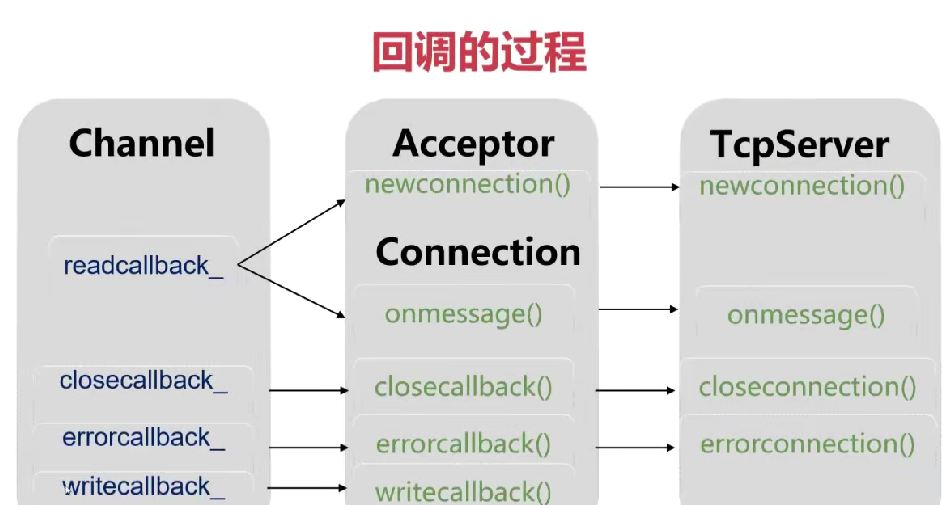 回调的过程
Channel
readcallback_
closecallback_
errorcallback_
writecallback_
Acceptor
newconnection()
Connection
onmessage()
closecallback()
errorcallback()
writecallback()
TcpServer
newconnection()
onmessage()
closeconnection()
errorconnection()